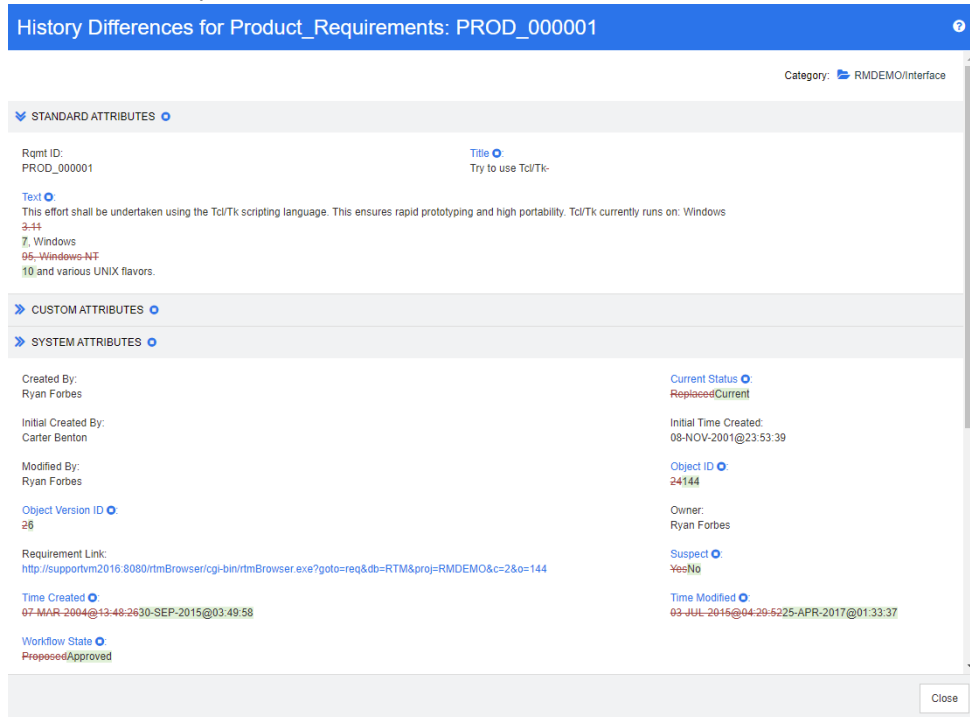 History Differences for Product_Requirements: PROD_000001
Category: RMDEMO/Interface
STANDARD ATTRIBUTES
Rqmt ID:
PROD_000001
Title :
Try to use Tcl/Tk-
Text :
This effort shall be undertaken using the Tcl/Tk scripting language. This ensures rapid prototyping and high portability. Tcl/Tk currently runs on: Windows
3.11
7, Windows
95, Windows NT
10 and various UNIX flavors.
CUSTOM ATTRIBUTES
SYSTEM ATTRIBUTES
Created By:
Ryan Forbes
Current Status :
ReplacedCurrent
Initial Created By:
Carter Benton
Initial Time Created:
08-NOV-2001@23:53:39
Modified By:
Ryan Forbes
Object ID :
24144
Object Version ID :
26
Owner:
Ryan Forbes
Requirement Link:
http://supportvm2016:8080/rtmBrowser/cgi-bin/rtmBrowser.exe?goto=req&db=RTM&proj=RMDEMO&c=2&o=144
Suspect :
YesNo
Time Created :
07-MAR-2004@13:48:2630-SEP-2015@03:49:58
Time Modified :
03-JUL-2015@04:29:5225-APR-2017@01:33:37
Workflow State :
ProposedApproved
Close